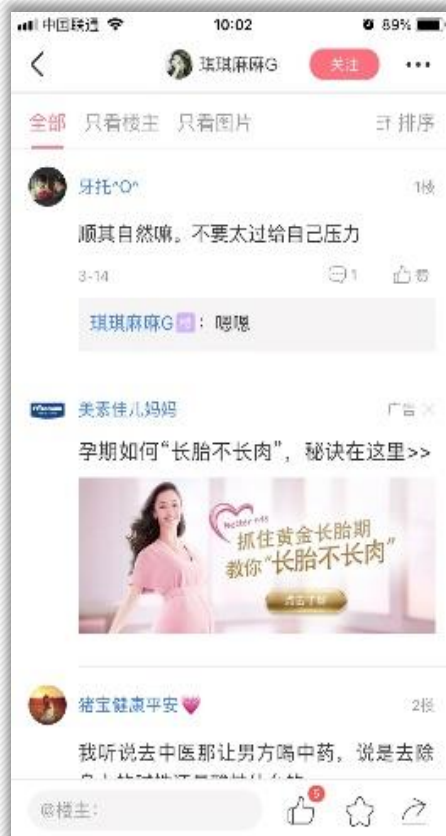 中国联通 10:02 89%
琪琪麻麻G 关注
全部 只看楼主 只看图片 排序
牙托^O^ 1楼
顺其自然嘛。不要太过给自己压力
3-14 1 赞
琪琪麻麻G：嗯嗯
美素佳儿妈妈 广告
孕期如何“长胎不长肉”，秘诀在这里>>
抓住黄金长胎期
教你“长胎不长肉”
点击了解
猪宝健康平安 2楼
我听说去中医那让男方喝中药，说是去除
@楼主： 5